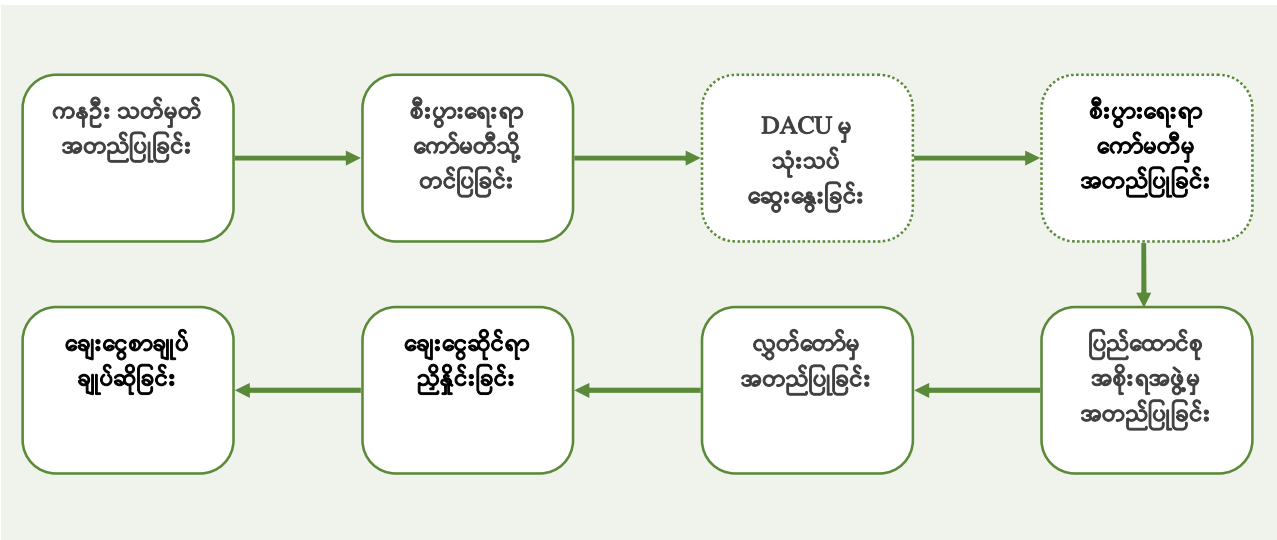 ကနဦး သတ်မှတ်
အတည်ပြုခြင်း
စီးပွားရေးရာ
ကော်မတီသို့
တင်ပြခြင်း
DACU မှ
သုံးသပ်
ဆွေးနွေးခြင်း
စီးပွားရေးရာ
ကော်မတီမှ
အတည်ပြုခြင်း
ပြည်ထောင်စု
အစိုးရအဖွဲ့မှ
အတည်ပြုခြင်း
လွှတ်တော်မှ
အတည်ပြုခြင်း
ချေးငွေဆိုင်ရာ
ညှိနှိုင်းခြင်း
ချေးငွေစာချုပ်
ချုပ်ဆိုခြင်း